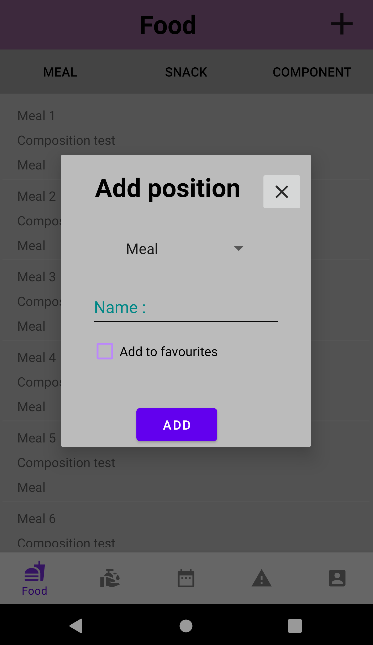 Food
MEAL SNACK COMPONENT
Meal 1
Composition test
Meal
Meal 2
Compos
Meal
Meal 3
Compos
Meal
Meal 4
Compos
Meal
Meal 5
Composition test
Meal
Meal 6
Composition test
Add position
Meal
Name :
Add to favourites
ADD
Food